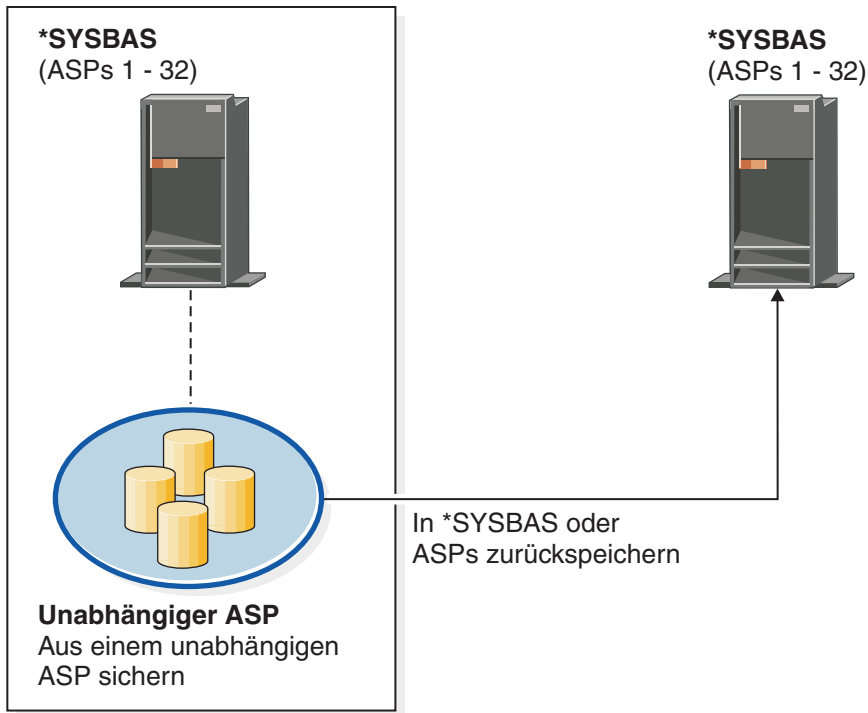 *SYSBAS
(ASPs 1 - 32)
*SYSBAS
(ASPs 1 - 32)
In *SYSBAS oder
ASPs zurückspeichern
Unabhängiger ASP
Aus einem unabhängigen
ASP sichern